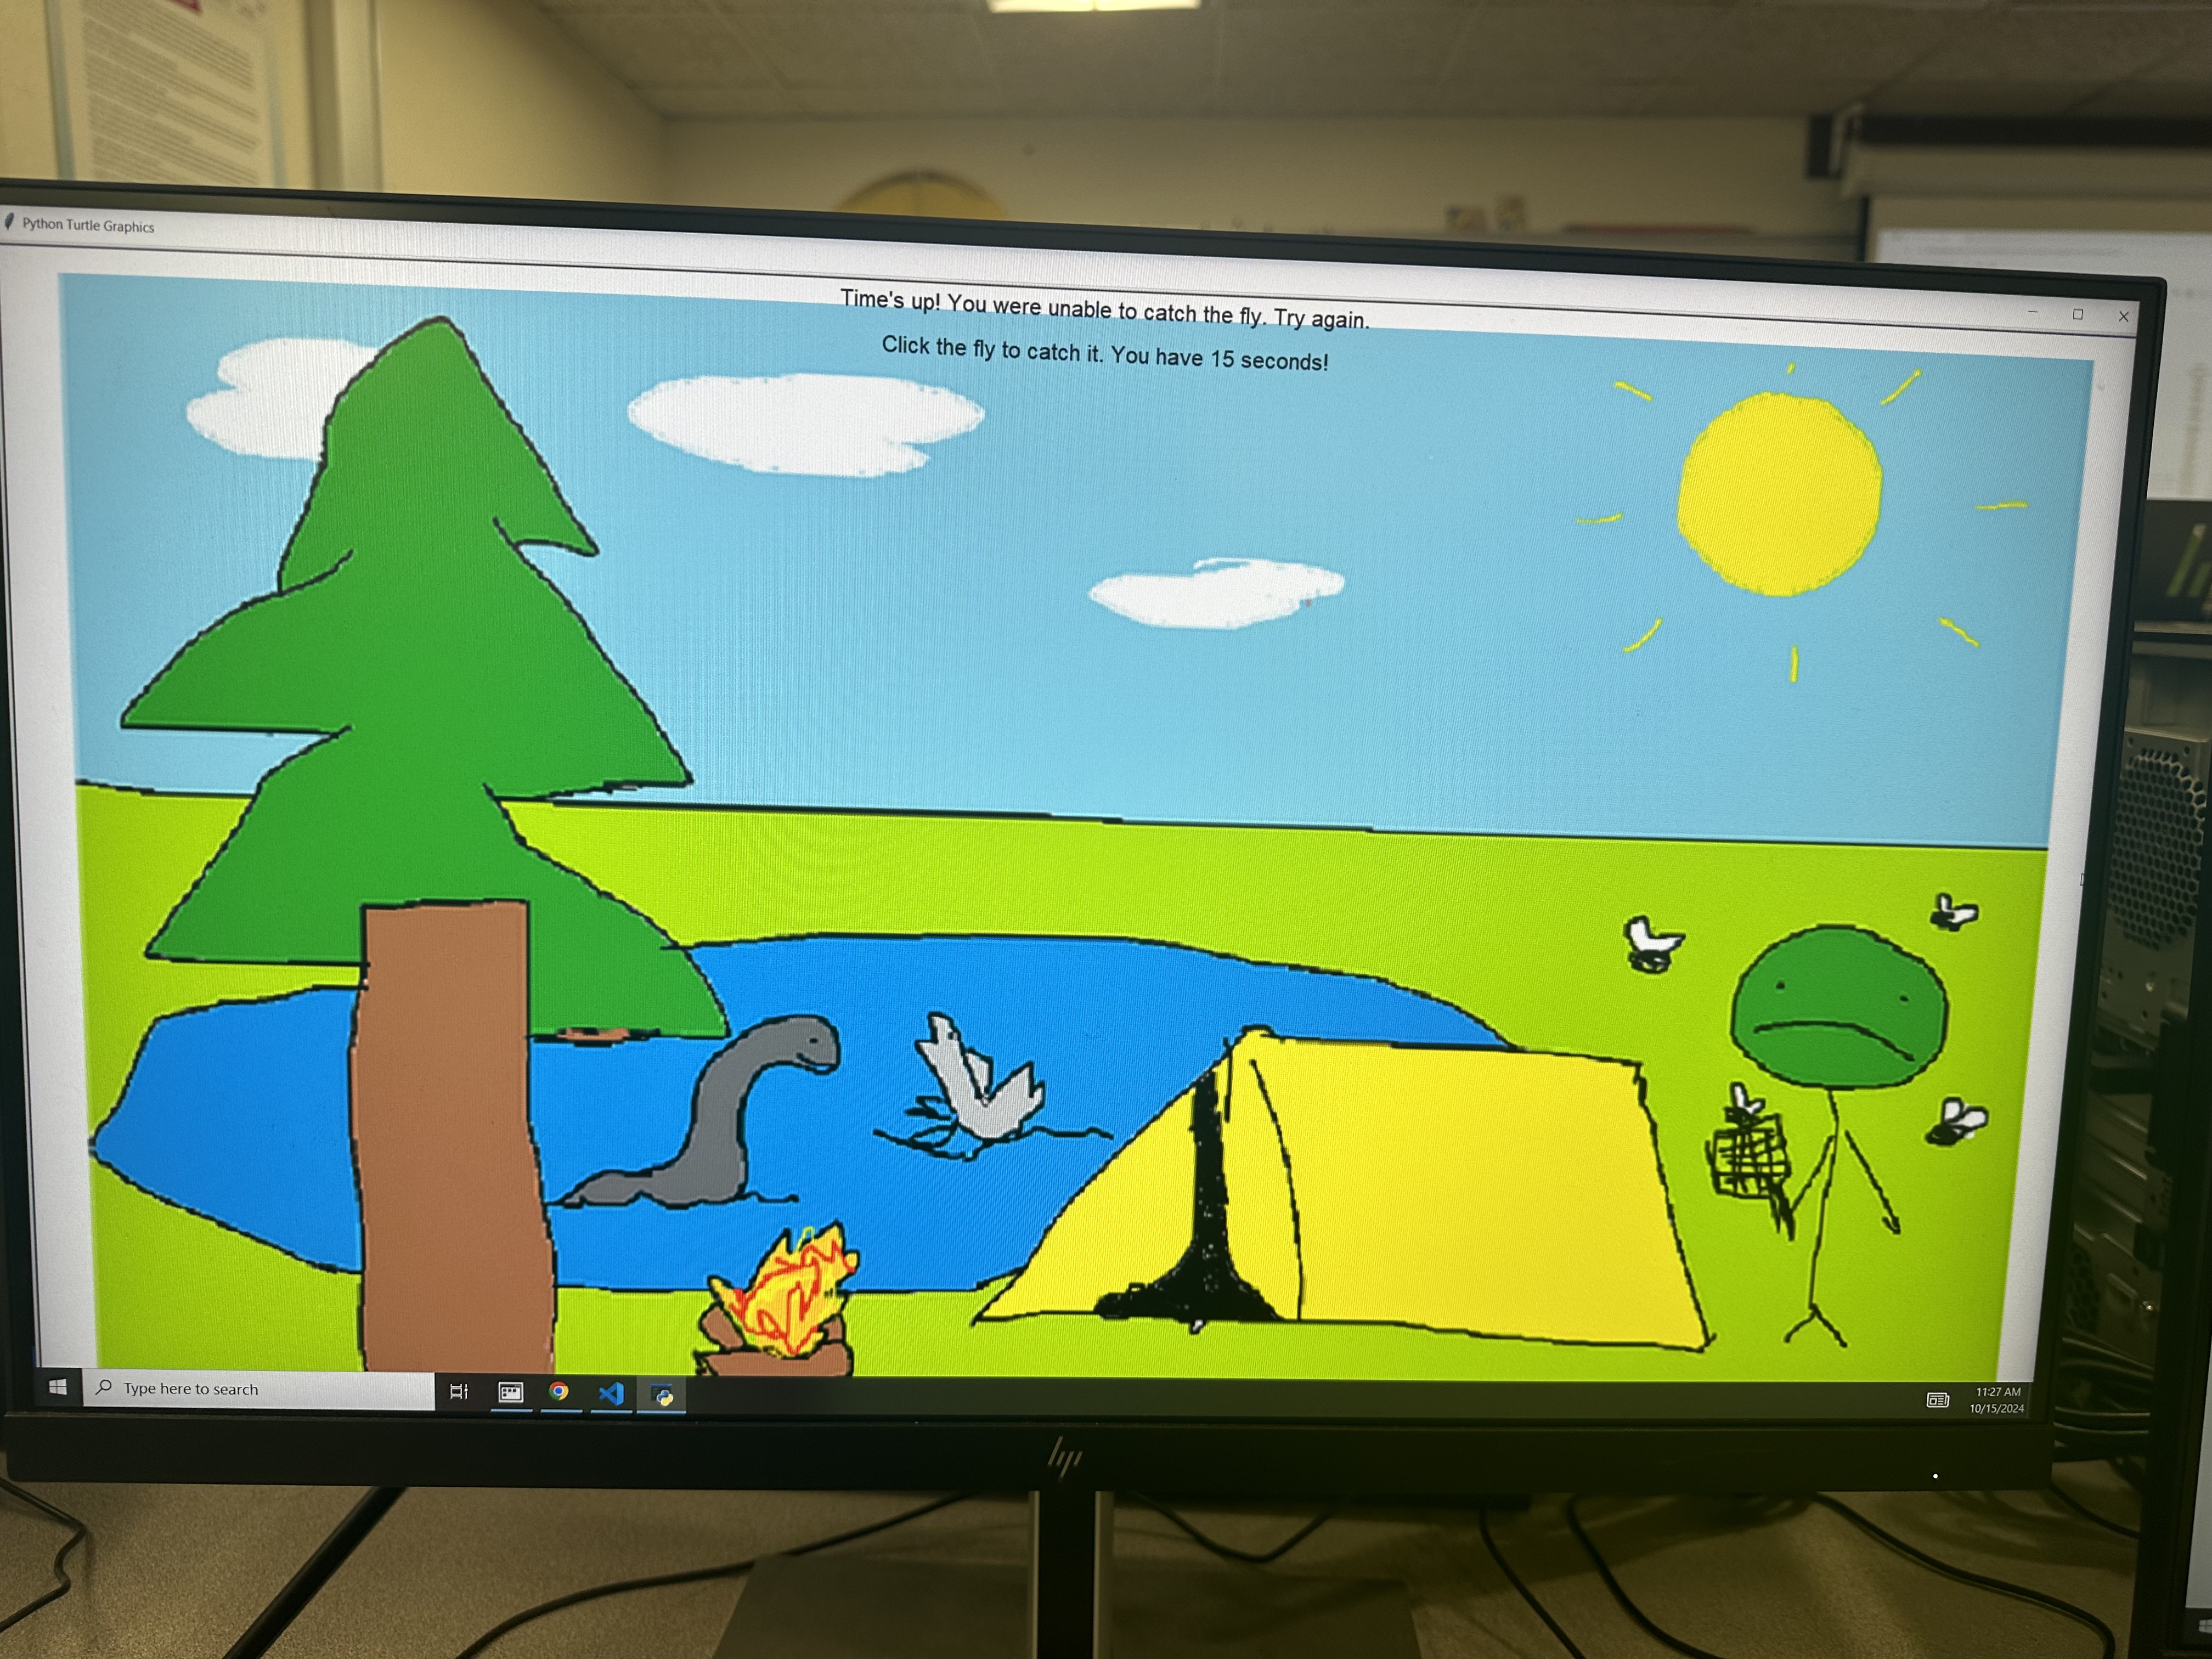 Python Turtle Graphics
Time's up! You were unable to catch the fly. Try again.
Click the fly to catch it. You have 15 seconds!
Type here to search
11:27 AM
10/15/2024
hp